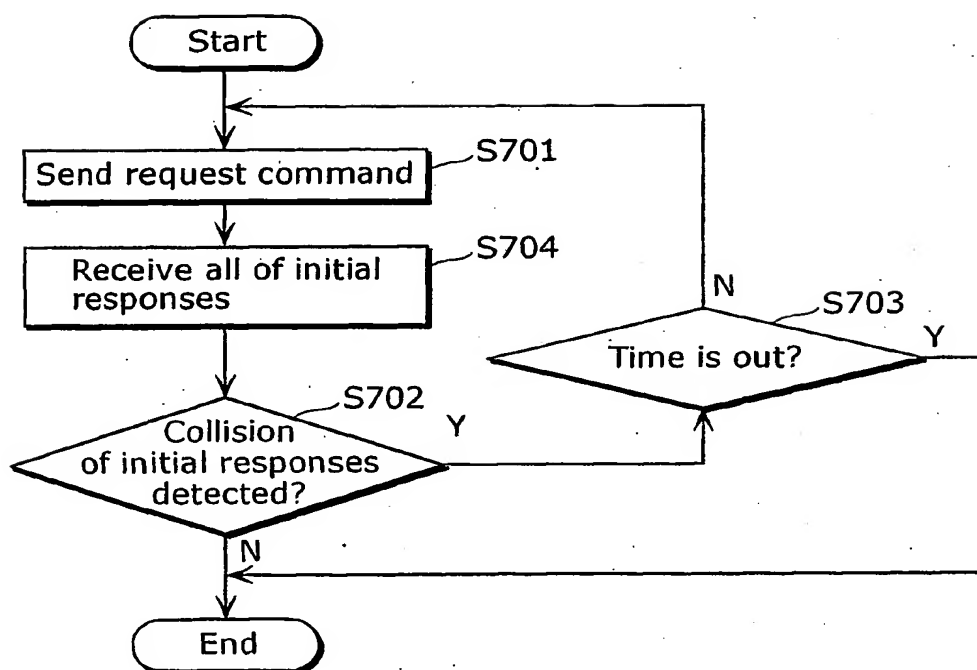 Start
Send request command
S701
Receive all of initial
responses
S704
N
S703
Time is out?
Y
S702
Collision
of initial responses
detected?
Y
N
End